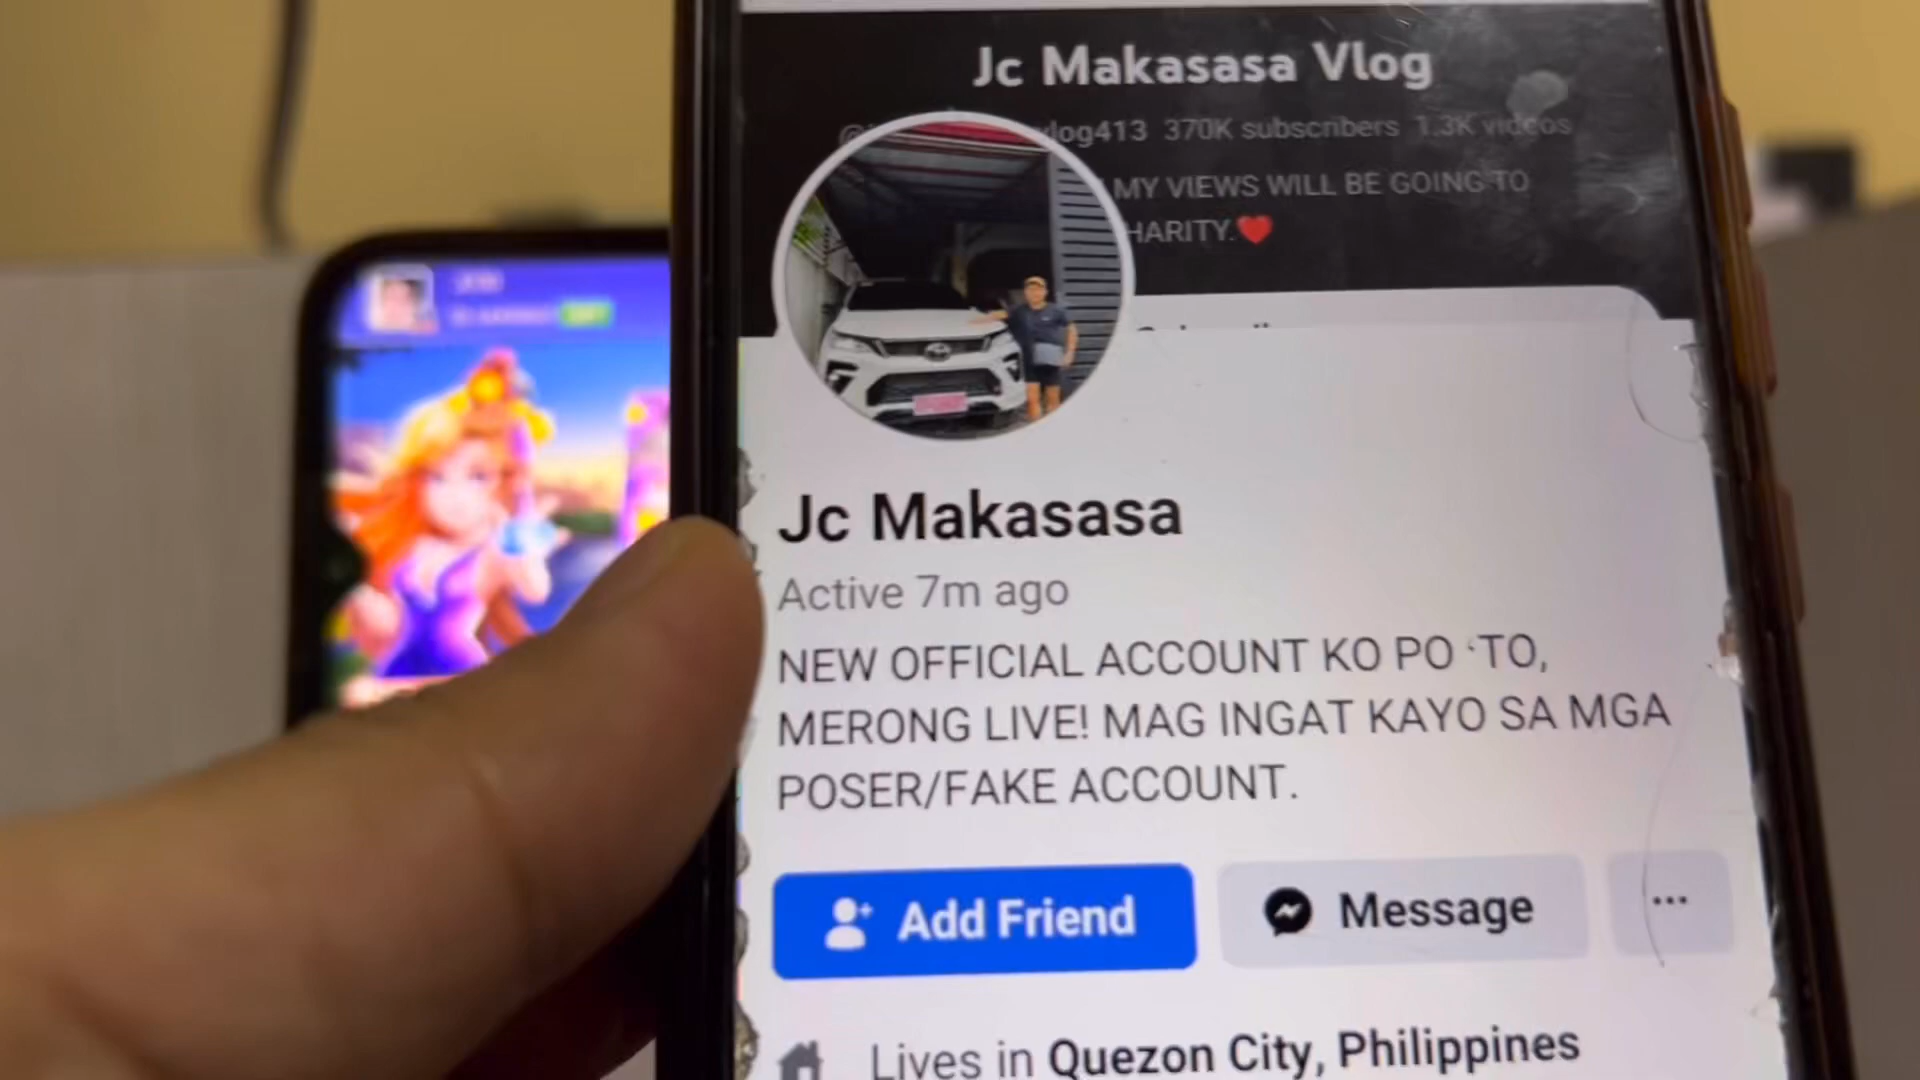 Jc Makasasa Vlog
vlog413 370K subscribers 1.3K videos
MY VIEWS WILL BE GOING TO
HARITY.❤️
Jc Makasasa
Active 7m ago
NEW OFFICIAL ACCOUNT KO PO 'TO,
MERONG LIVE! MAG INGAT KAYO SA MGA
POSER/FAKE ACCOUNT.
Add Friend
Message
...
Lives in Quezon City, Philippines